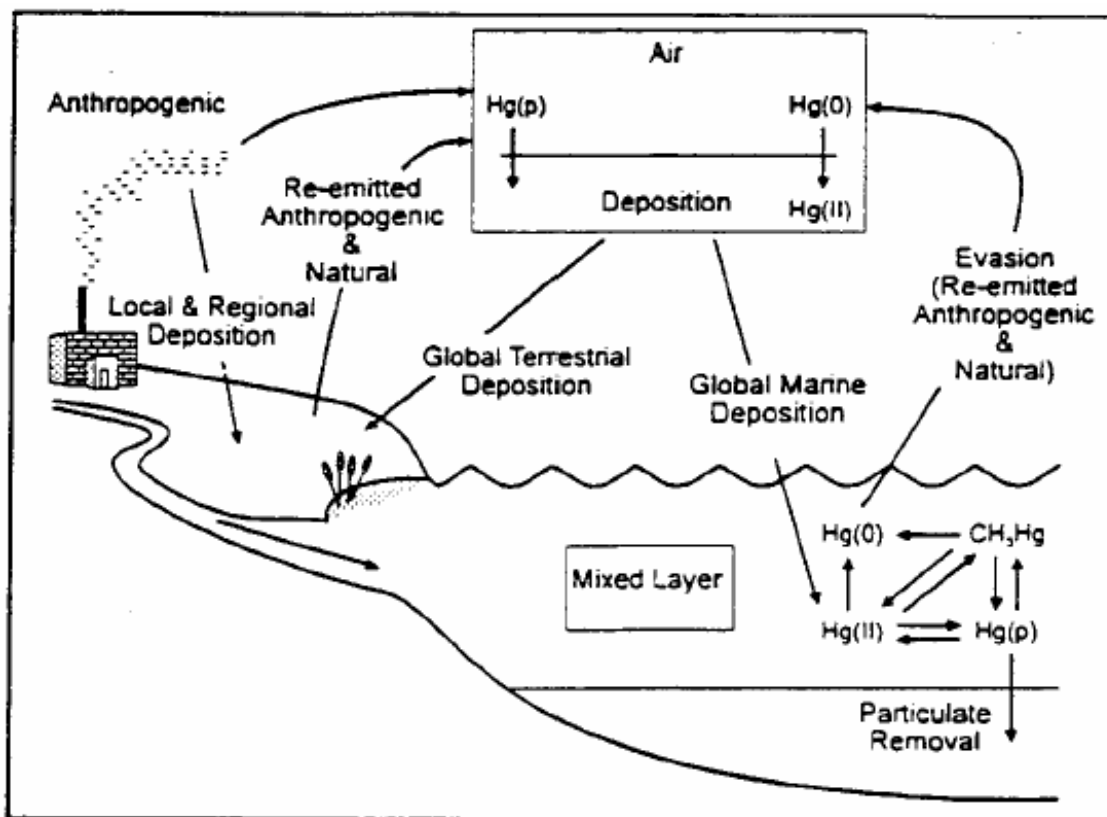 Air
Anthropogenic
Hg(p)
Hg(0)
Re-emitted
Anthropogenic
&
Natural
Deposition
Hg(II)
Evasion
(Re-emitted
Anthropogenic
&
Natural)
Local & Regional
Deposition
Global Terrestrial
Deposition
Global Marine
Deposition
Hg(0)
CH₃Hg
Mixed Layer
Hg(II)
Hg(p)
Particulate
Removal